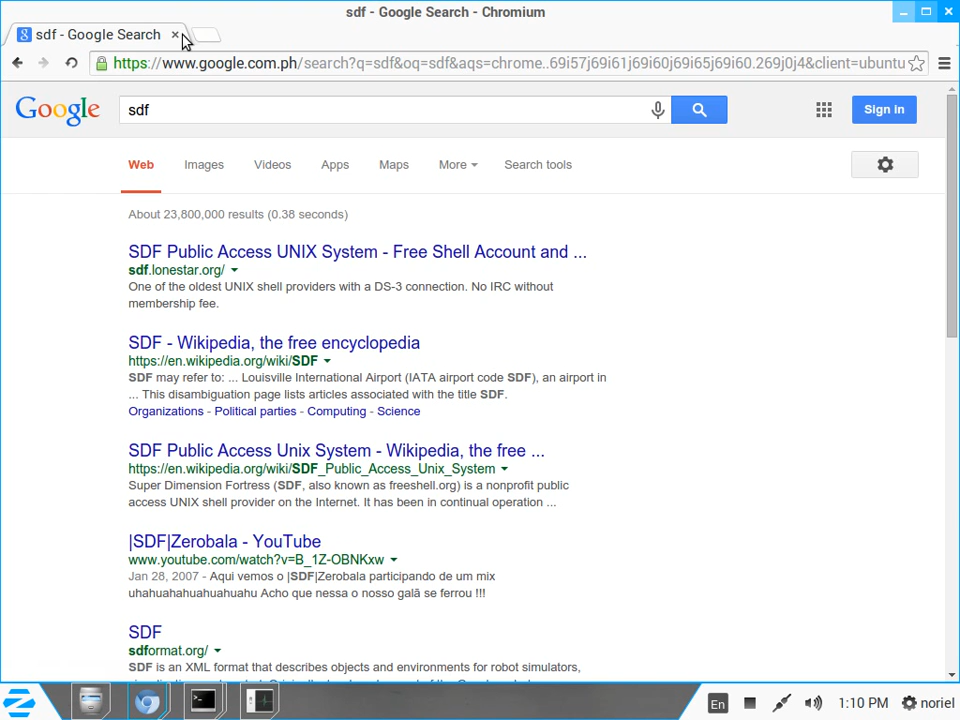 sdf - Google Search - Chromium
sdf - Google Search
https://www.google.com.ph/search?q=sdf&oq=sdf&aqs=chrome..69i57j69i61j69i60j69i65j69i60.269j0j4&client=ubuntu
Google
sdf
Sign in
Web Images Videos Apps Maps More Search tools
About 23,800,000 results (0.38 seconds)
SDF Public Access UNIX System - Free Shell Account and ...
sdf.lonestar.org/
One of the oldest UNIX shell providers with a DS-3 connection. No IRC without
membership fee.
SDF - Wikipedia, the free encyclopedia
https://en.wikipedia.org/wiki/SDF
SDF may refer to: ... Louisville International Airport (IATA airport code SDF), an airport in
... This disambiguation page lists articles associated with the title SDF.
Organizations - Political parties - Computing - Science
SDF Public Access Unix System - Wikipedia, the free ...
https://en.wikipedia.org/wiki/SDF_Public_Access_Unix_System
Super Dimension Fortress (SDF, also known as freeshell.org) is a nonprofit public
access UNIX shell provider on the Internet. It has been in continual operation ...
|SDF|Zerobala - YouTube
www.youtube.com/watch?v=B_1Z-OBNKxw
Jan 28, 2007 - Aqui vemos o |SDF|Zerobala participando de um mix
uhahuahahuahuahuahu Acho que nessa o nosso galã se ferrou !!!
SDF
sdformat.org/
SDF is an XML format that describes objects and environments for robot simulators,
En
1:10 PM
noriel